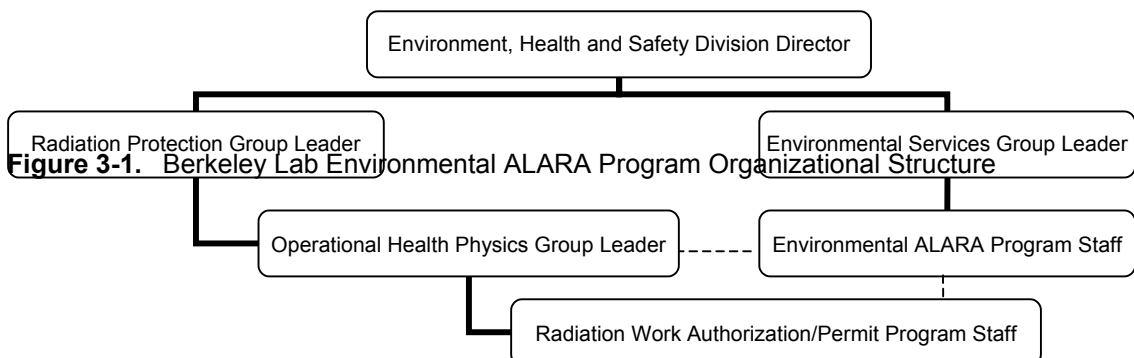 Environment, Health and Safety Division Director
Radiation Protection Group Leader
Environmental Services Group Leader
Figure 3-1. Berkeley Lab Environmental ALARA Program Organizational Structure
Operational Health Physics Group Leader
Environmental ALARA Program Staff
Radiation Work Authorization/Permit Program Staff